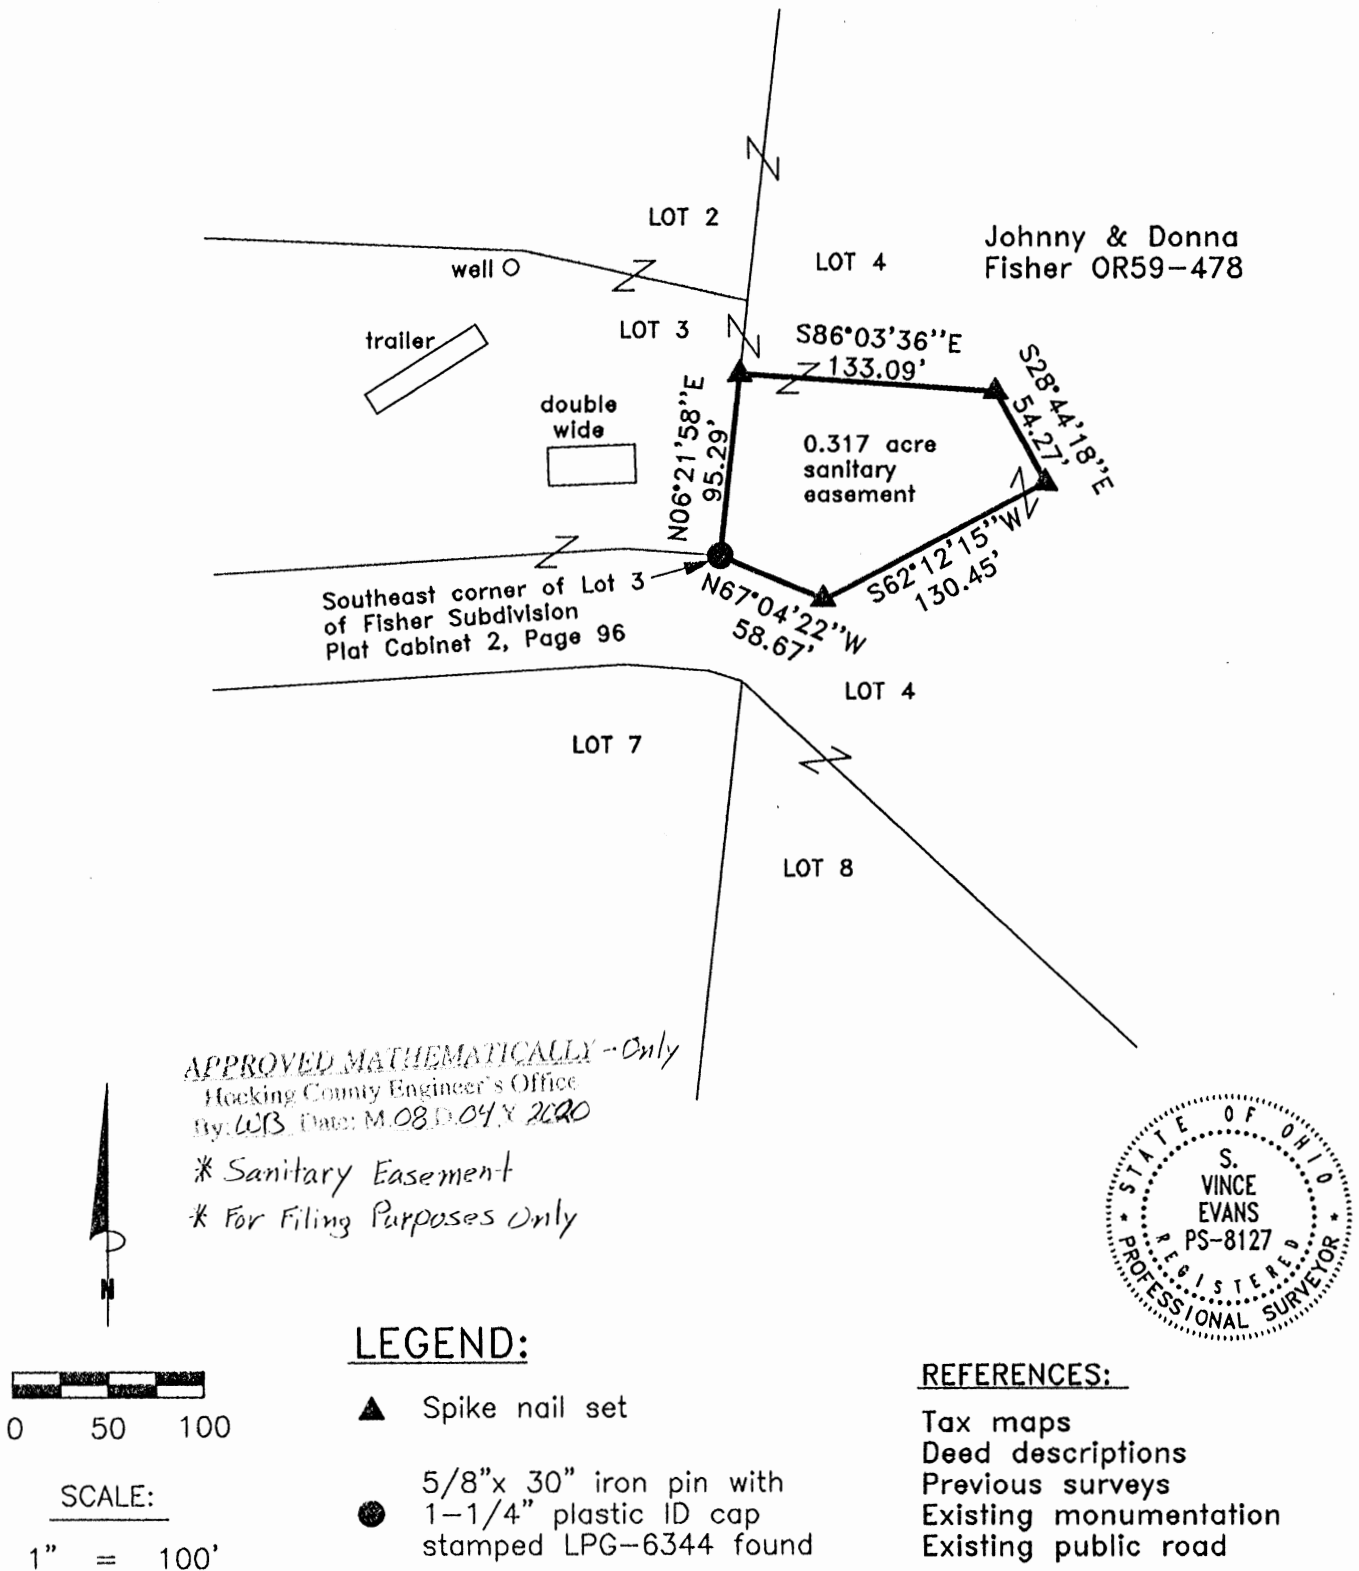 LOT 2
LOT 4
Johnny & Donna
Fisher OR59-478
well
trailer
LOT 3
S86°03'36''E
133.09'
S28°44'18''E
54.27'
double
wide
N06°21'58''E
95.29'
0.317 acre
sanitary
easement
S62°12'15''W
130.45'
Southeast corner of Lot 3
of Fisher Subdivision
Plat Cabinet 2, Page 96
N67°04'22''W
58.67'
LOT 4
LOT 7
LOT 8
APPROVED MATHEMATICALLY - Only
Hocking County Engineer's Office
By: WB Date: M.08 D.04 Y 2020
* Sanitary Easement
* For Filing Purposes Only
STATE OF OHIO
S.
VINCE
EVANS
PS-8127
REGISTERED
* PROFESSIONAL SURVEYOR *
N
0 50 100
SCALE:
1" = 100'
LEGEND:
Spike nail set
5/8"x 30" iron pin with
1-1/4" plastic ID cap
stamped LPG-6344 found
REFERENCES:
Tax maps
Deed descriptions
Previous surveys
Existing monumentation
Existing public road